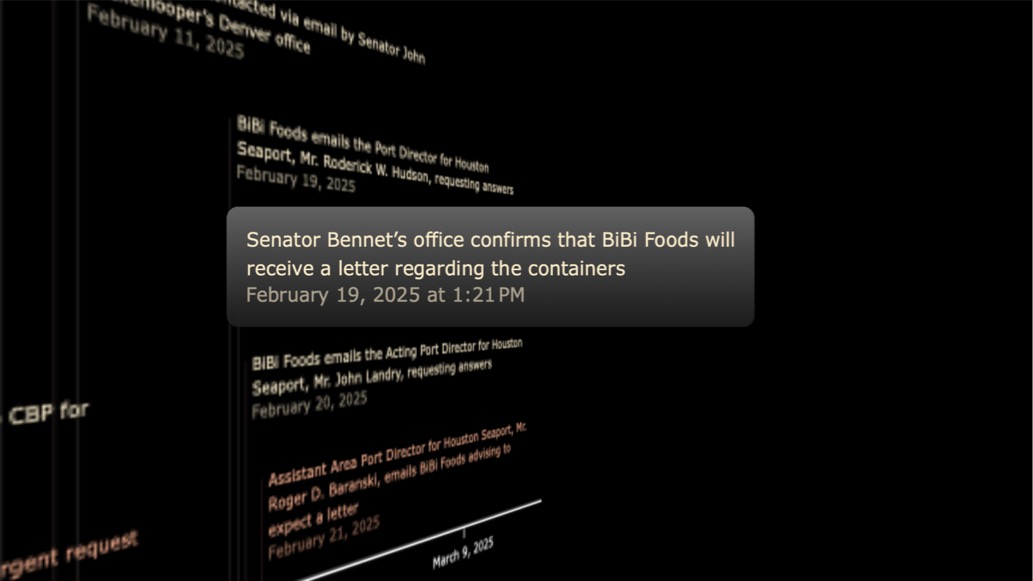 ntacted via email by Senator John
enlooper's Denver office
February 11, 2025
BiBi Foods emails the Port Director for Houston
Seaport, Mr. Roderick W. Hudson, requesting answers
February 19, 2025
Senator Bennet’s office confirms that BiBi Foods will
receive a letter regarding the containers
February 19, 2025 at 1:21 PM
BiBi Foods emails the Acting Port Director for Houston
Seaport, Mr. John Landry, requesting answers
February 20, 2025
CBP for
Assistant Area Port Director for Houston Seaport, Mr.
Roger D. Baranski, emails BiBi Foods advising to
expect a letter
February 21, 2025
rgent request
March 9, 2025